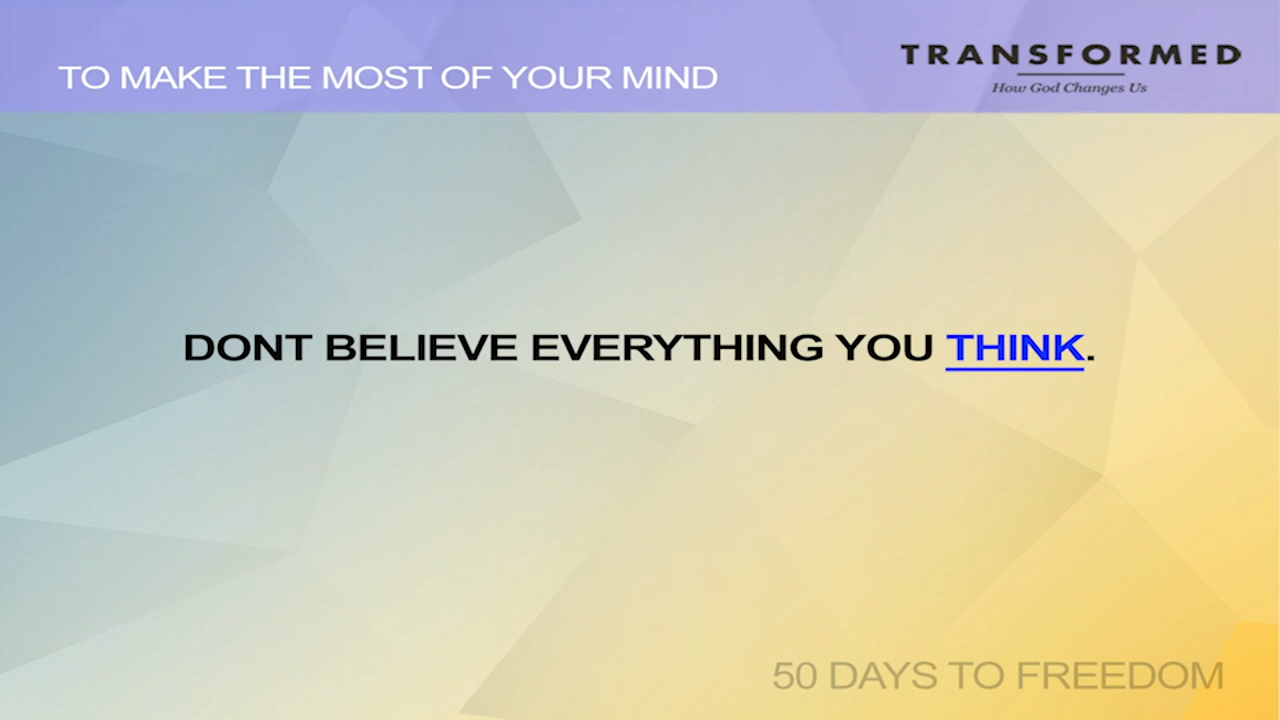 TO MAKE THE MOST OF YOUR MIND
TRANSFORMED
How God Changes Us
DONT BELIEVE EVERYTHING YOU THINK.
50 DAYS TO FREEDOM